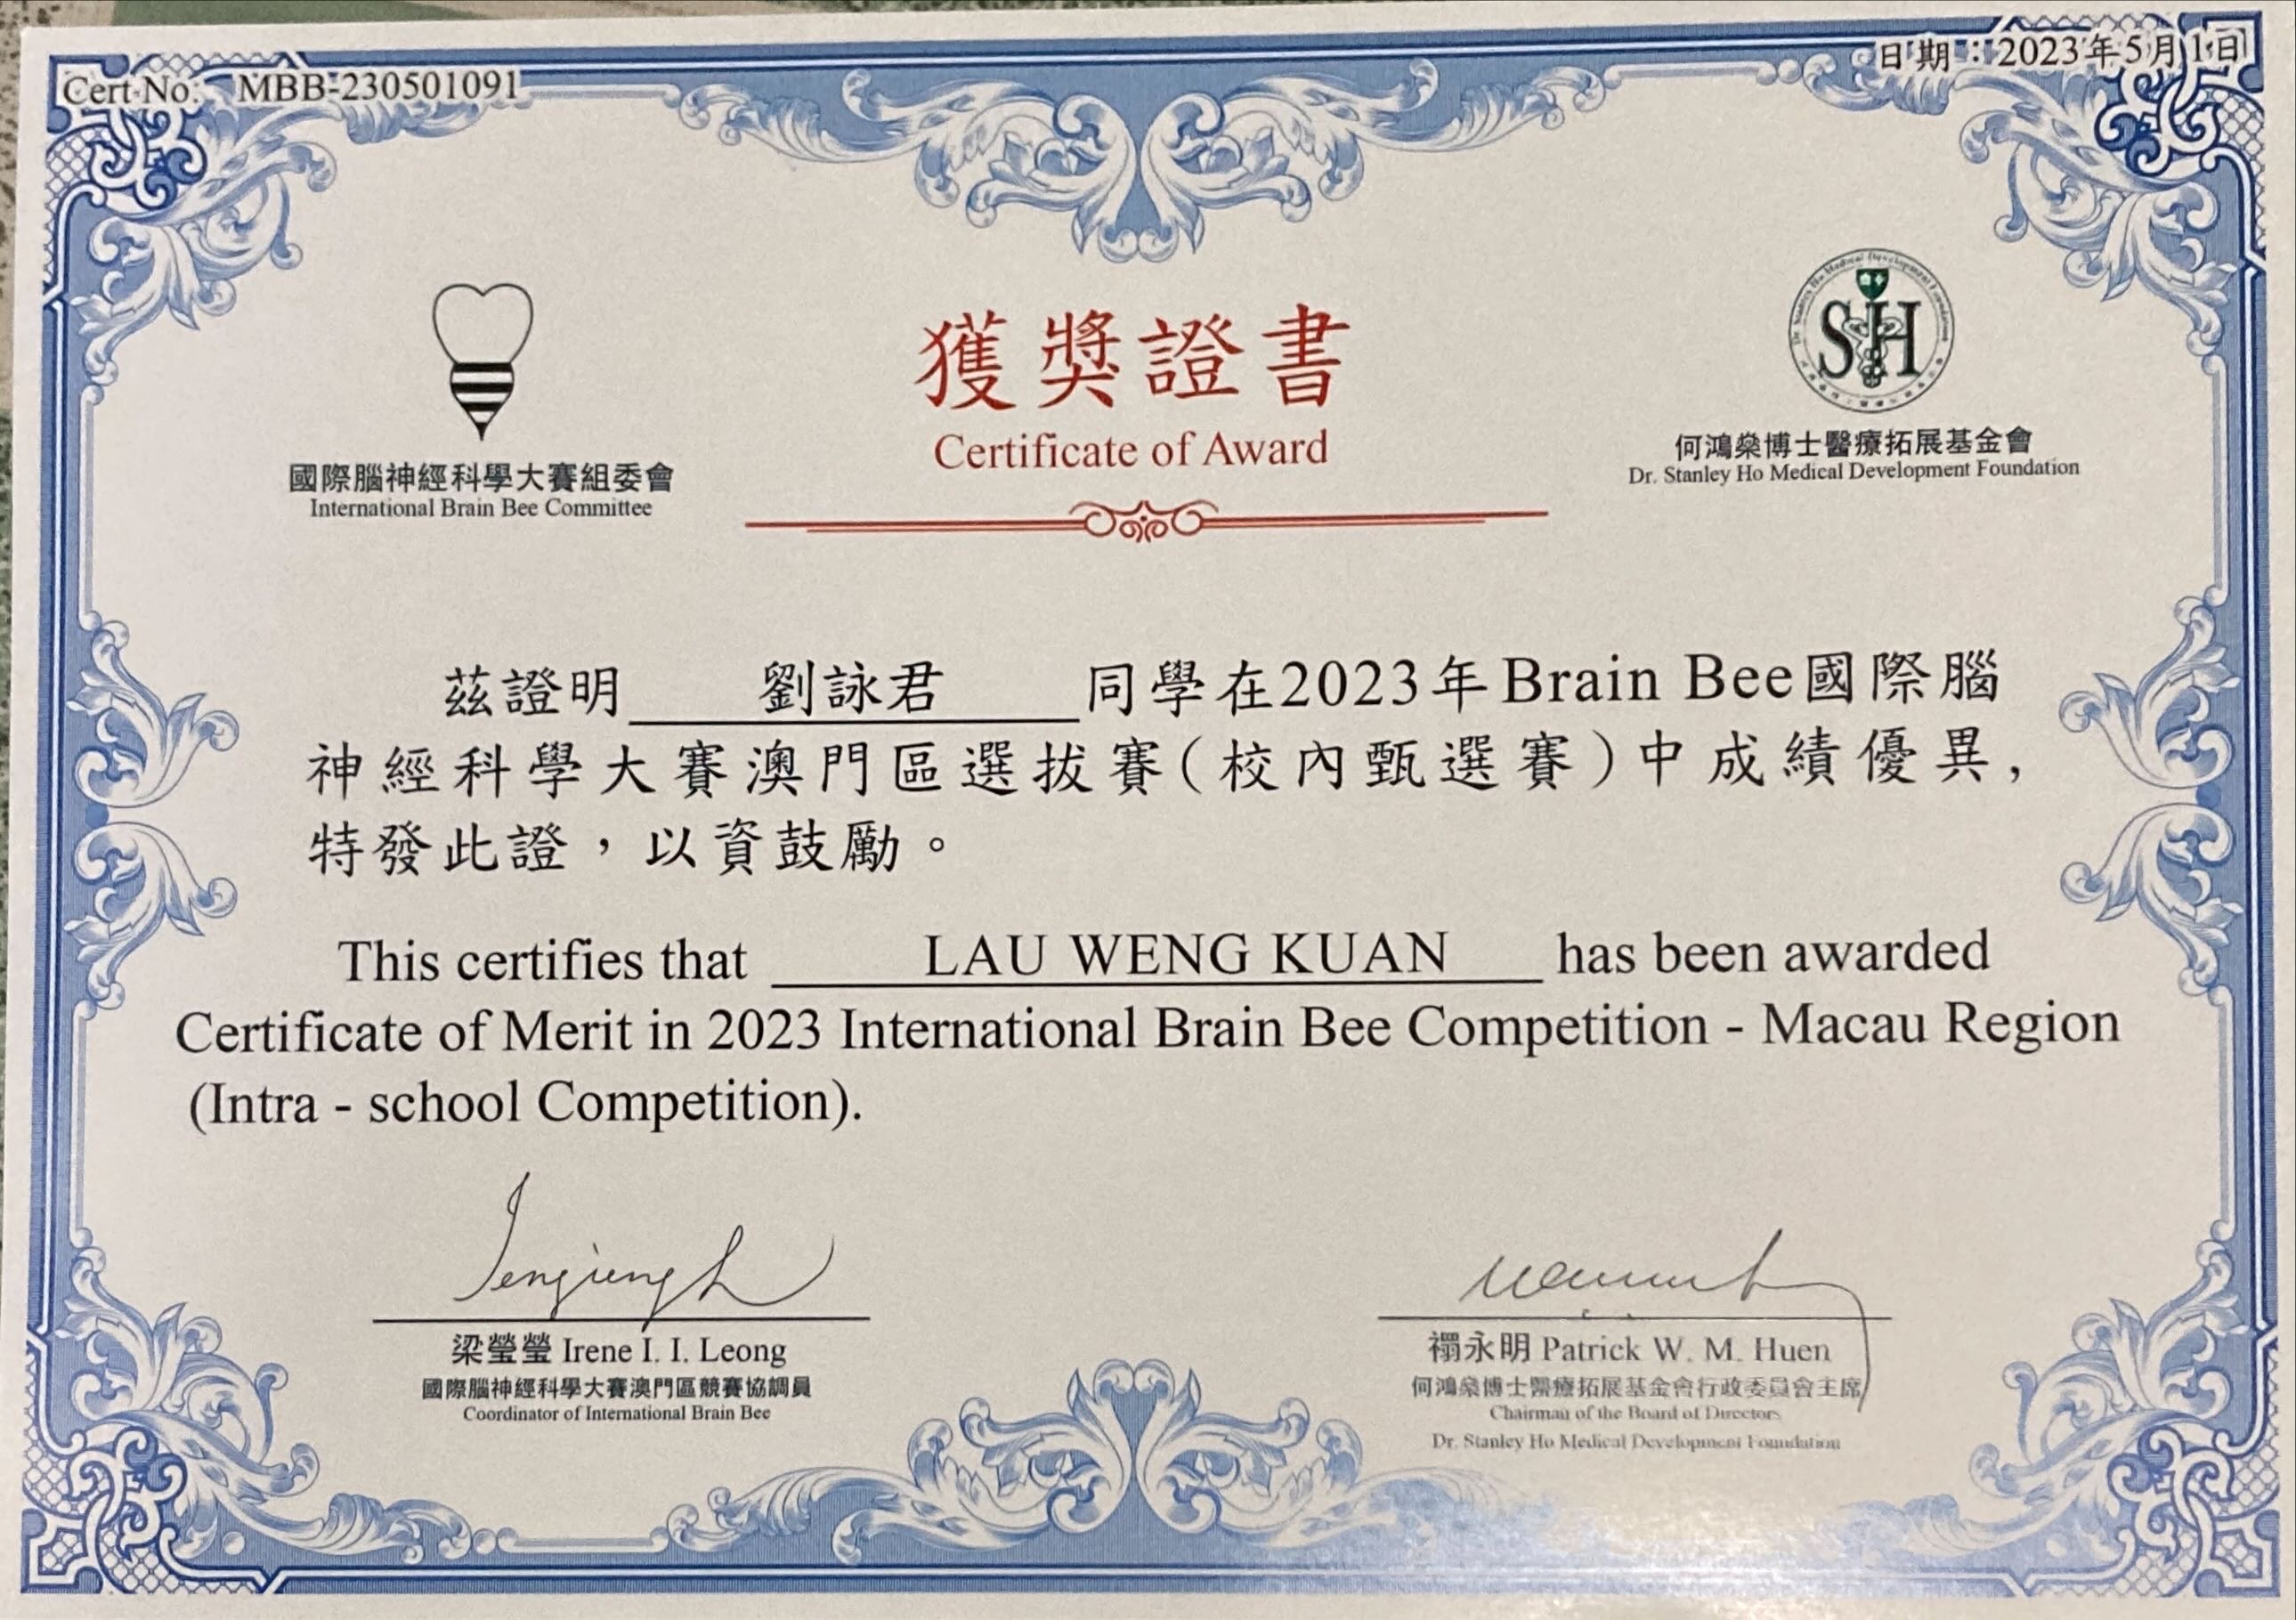 Cert No: MBB-230501091
日期：2023年5月1日
國際腦神經科學大賽組委會
International Brain Bee Committee
獲獎證書
Certificate of Award
SH
何鴻燊博士醫療拓展基金會
Dr. Stanley Ho Medical Development Foundation
茲證明 劉詠君 同學在2023年Brain Bee國際腦
神經科學大賽澳門區選拔賽(校內甄選賽)中成績優異,
特發此證，以資鼓勵。
This certifies that LAU WENG KUAN has been awarded
Certificate of Merit in 2023 International Brain Bee Competition - Macau Region
(Intra - school Competition).
梁瑩瑩 Irene I. I. Leong
國際腦神經科學大賽澳門區競賽協調員
Coordinator of International Brain Bee
禤永明 Patrick W. M. Huen
何鴻燊博士醫療拓展基金會行政委員會主席
Chairman of the Board of Directors
Dr. Stanley Ho Medical Development Foundation